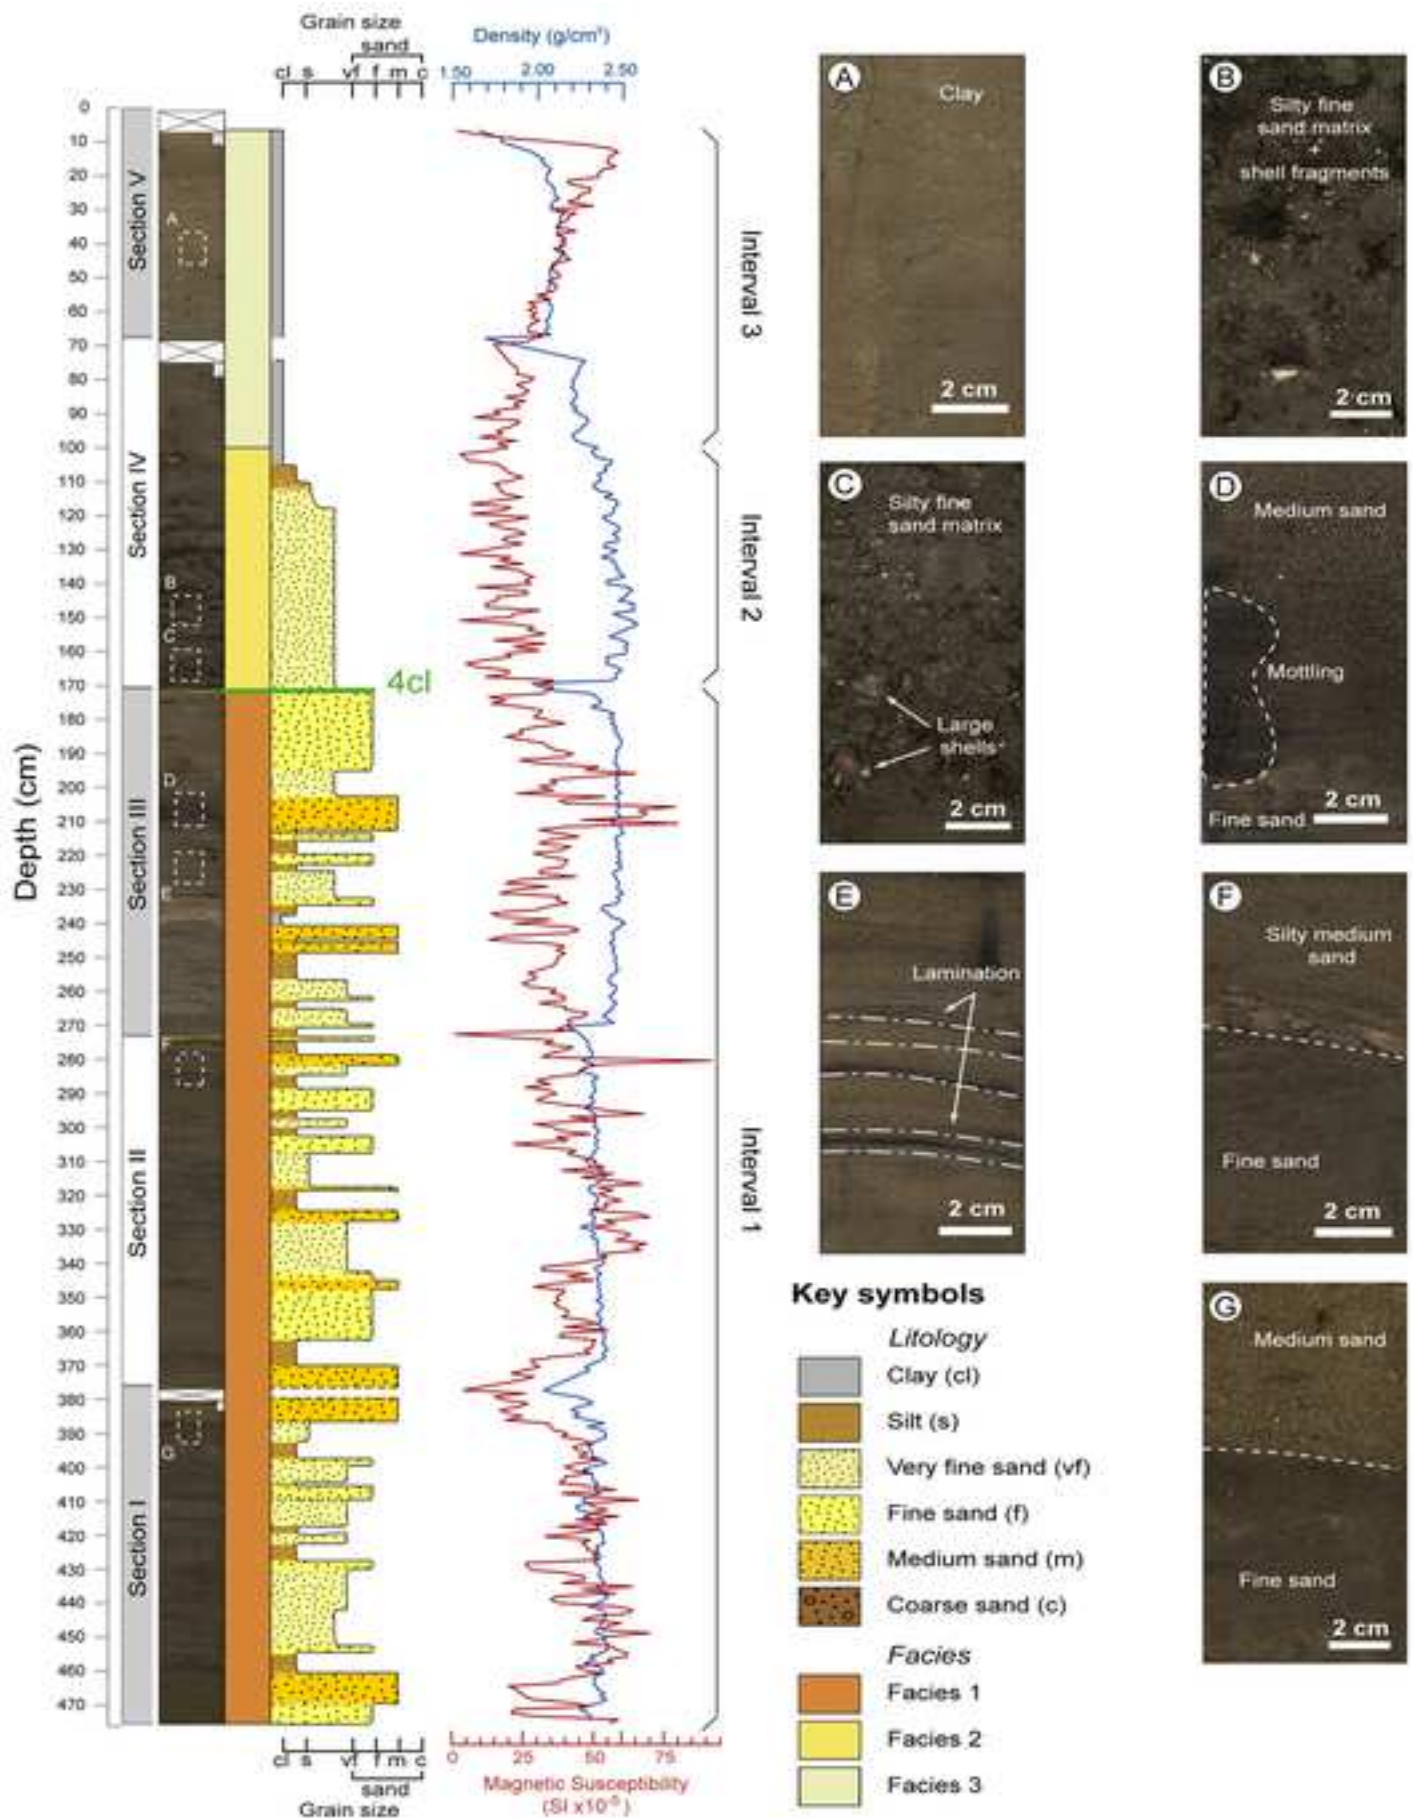 Grain size
sand
cl s vf f m c
Density (g/cm³)
1.50 2.00 2.50
Depth (cm)
0
10
20
30
40
50
60
70
80
90
100
110
120
130
140
150
160
170
180
190
200
210
220
230
240
250
260
270
280
290
300
310
320
330
340
350
360
370
380
390
400
410
420
430
440
450
460
470
Section V
Section IV
Section III
Section II
Section I
A
B
C
D
E
F
G
4cl
Interval 3
Interval 2
Interval 1
cl s vf f m c
sand
Grain size
0 25 50 75
Magnetic Susceptibility
(SI x10⁻⁵)
A
Clay
2 cm
B
Silty fine
sand matrix
+
shell fragments
2 cm
C
Silty fine
sand matrix
Large
shells
2 cm
D
Medium sand
Mottling
2 cm
Fine sand
E
Lamination
2 cm
F
Silty medium
sand
Fine sand
2 cm
G
Medium sand
Fine sand
2 cm
Key symbols
Litology
Clay (cl)
Silt (s)
Very fine sand (vf)
Fine sand (f)
Medium sand (m)
Coarse sand (c)
Facies
Facies 1
Facies 2
Facies 3